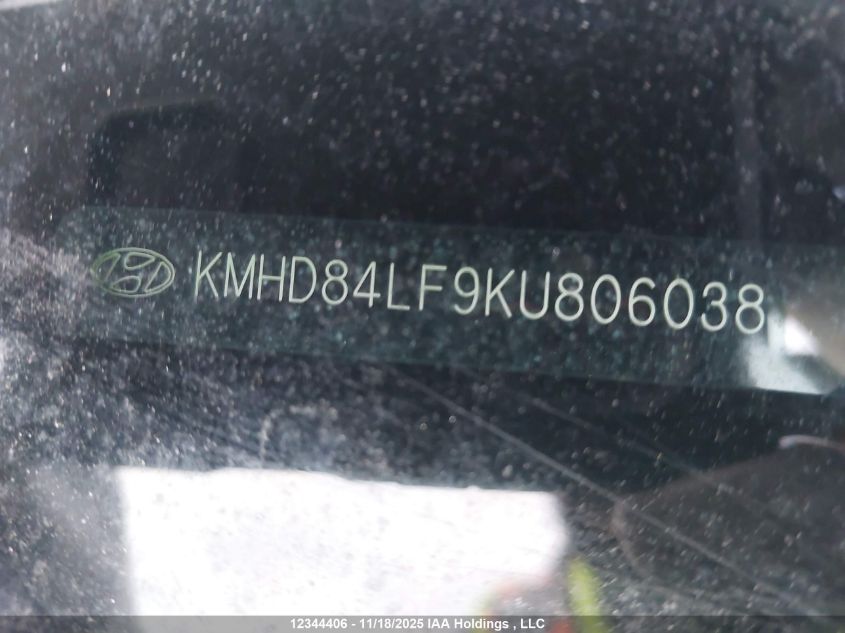 KMHD84LF9KU806038
12344406 - 11/18/2025 IAA Holdings , LLC